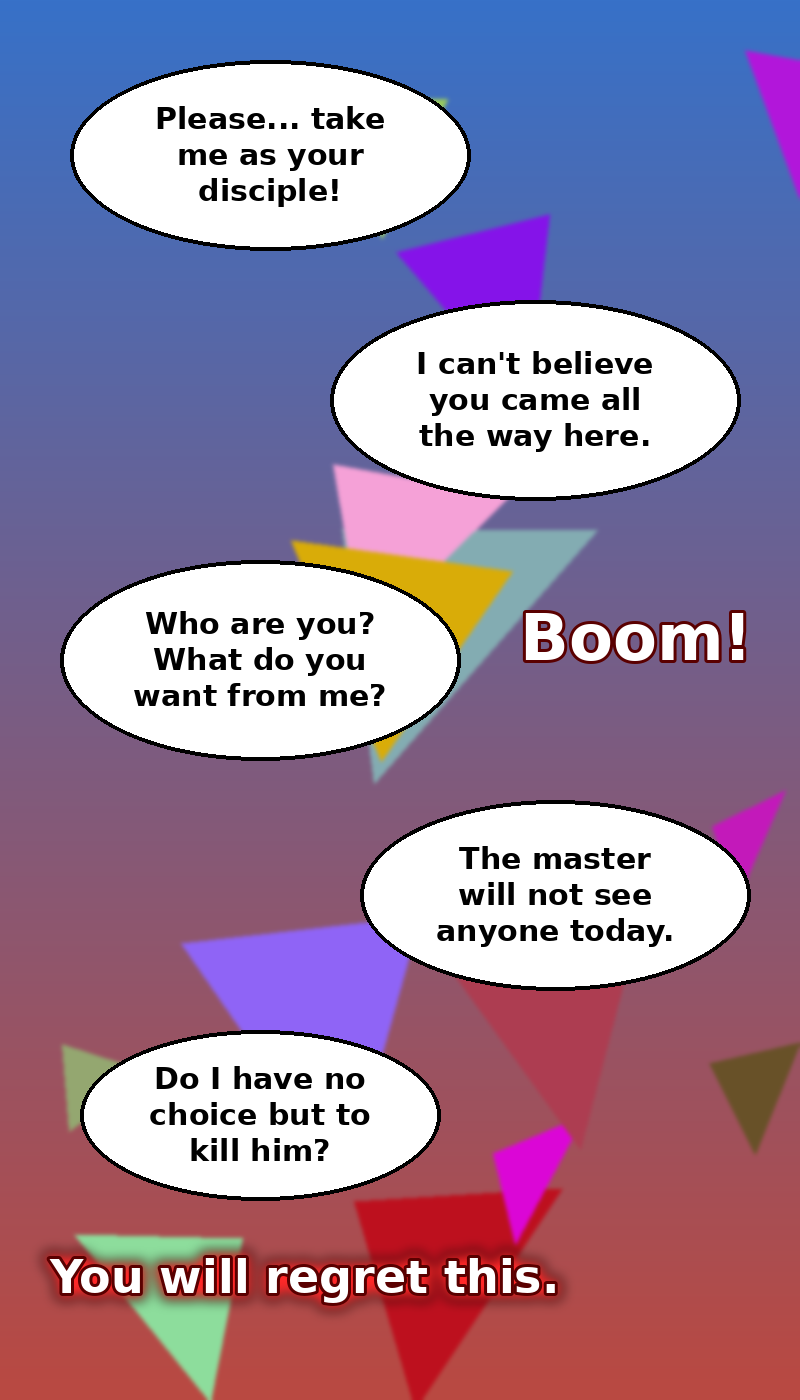 Please... take
me as your
disciple!
I can't believe
you came all
the way here.
Who are you?
What do you
want from me?
Boom!
The master
will not see
anyone today.
Do I have no
choice but to
kill him?
You will regret this.